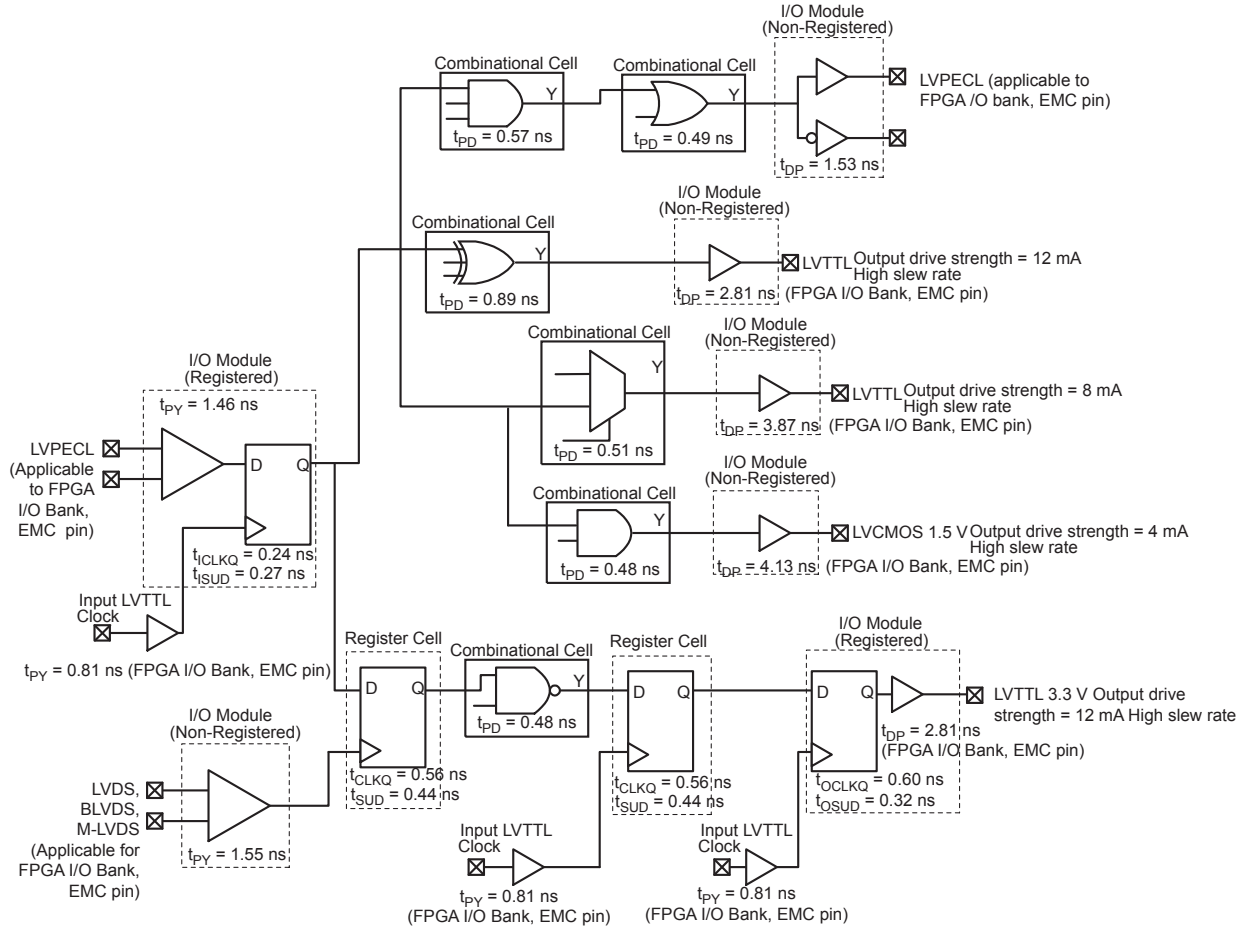 I/O Module
(Non-Registered)
Combinational Cell
Y
tPD = 0.57 ns
Combinational Cell
Y
tPD = 0.49 ns
tDP = 1.53 ns
LVPECL (applicable to
FPGA I/O bank, EMC pin)
Combinational Cell
Y
tPD = 0.89 ns
I/O Module
(Non-Registered)
tDP = 2.81 ns
LVTTL Output drive strength = 12 mA
High slew rate
(FPGA I/O Bank, EMC pin)
Combinational Cell
Y
tPD = 0.51 ns
I/O Module
(Non-Registered)
tDP = 3.87 ns
LVTTL Output drive strength = 8 mA
High slew rate
(FPGA I/O Bank, EMC pin)
I/O Module
(Registered)
tPY = 1.46 ns
LVPECL
(Applicable
to FPGA
I/O Bank,
EMC pin)
D
Q
tICLKQ = 0.24 ns
tISUD = 0.27 ns
Input LVTTL
Clock
tPY = 0.81 ns (FPGA I/O Bank, EMC pin)
Combinational Cell
Y
tPD = 0.48 ns
I/O Module
(Non-Registered)
tDP = 4.13 ns
LVCMOS 1.5 V Output drive strength = 4 mA
High slew rate
(FPGA I/O Bank, EMC pin)
I/O Module
(Non-Registered)
LVDS,
BLVDS,
M-LVDS
(Applicable for
FPGA I/O Bank,
EMC pin)
tPY = 1.55 ns
Register Cell
D
Q
tCLKQ = 0.56 ns
tSUD = 0.44 ns
Combinational Cell
Y
tPD = 0.48 ns
Register Cell
D
Q
tCLKQ = 0.56 ns
tSUD = 0.44 ns
Input LVTTL
Clock
tPY = 0.81 ns
(FPGA I/O Bank, EMC pin)
I/O Module
(Registered)
D
Q
tDP = 2.81 ns
(FPGA I/O Bank, EMC pin)
tOCLKQ = 0.60 ns
tOSUD = 0.32 ns
LVTTL 3.3 V Output drive
strength = 12 mA High slew rate
Input LVTTL
Clock
tPY = 0.81 ns
(FPGA I/O Bank, EMC pin)